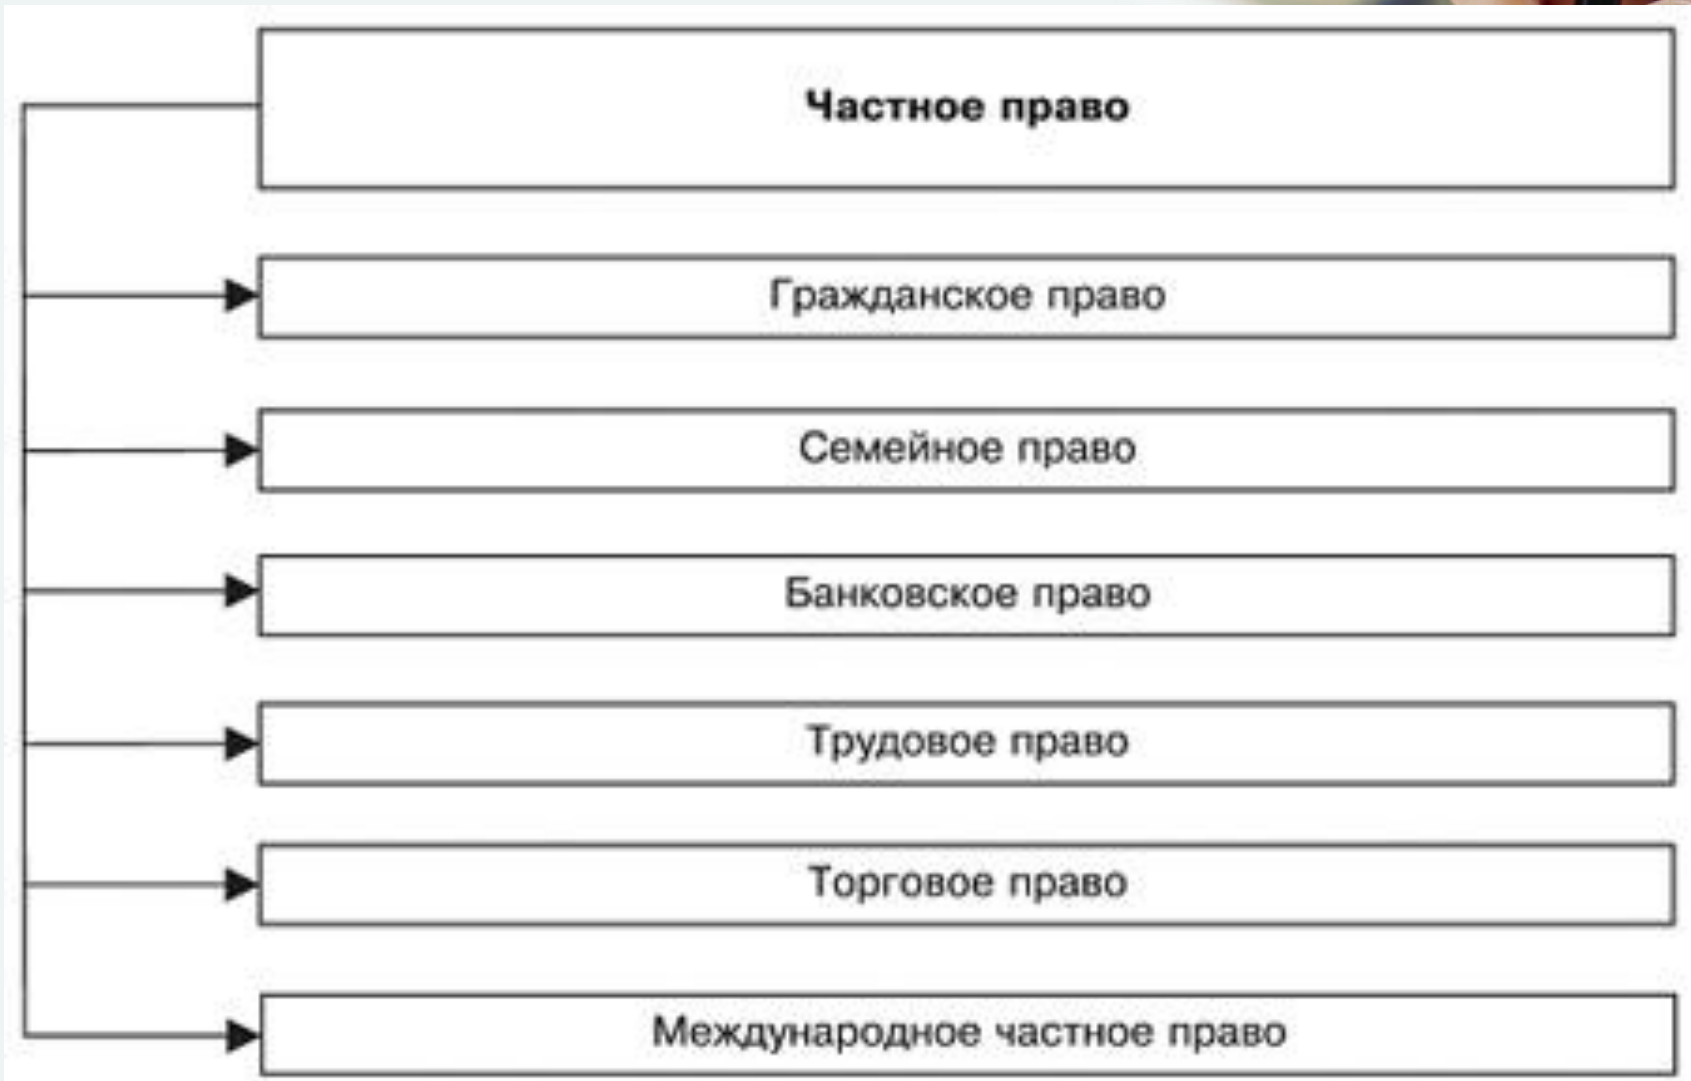 Частное право
Гражданское право
Семейное право
Банковское право
Трудовое право
Торговое право
Международное частное право